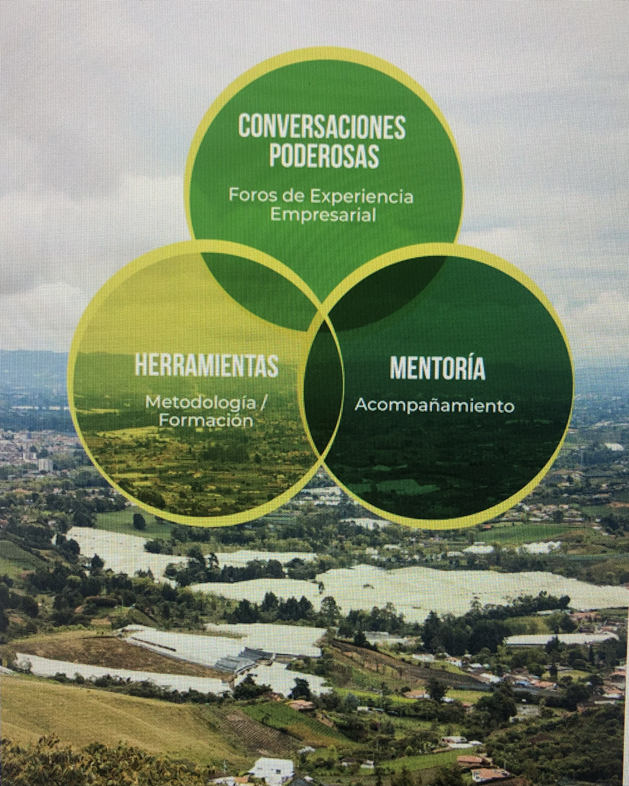 CONVERSACIONES
PODEROSAS
Foros de Experiencia
Empresarial
HERRAMIENTAS
Metodología /
Formación
MENTORÍA
Acompañamiento